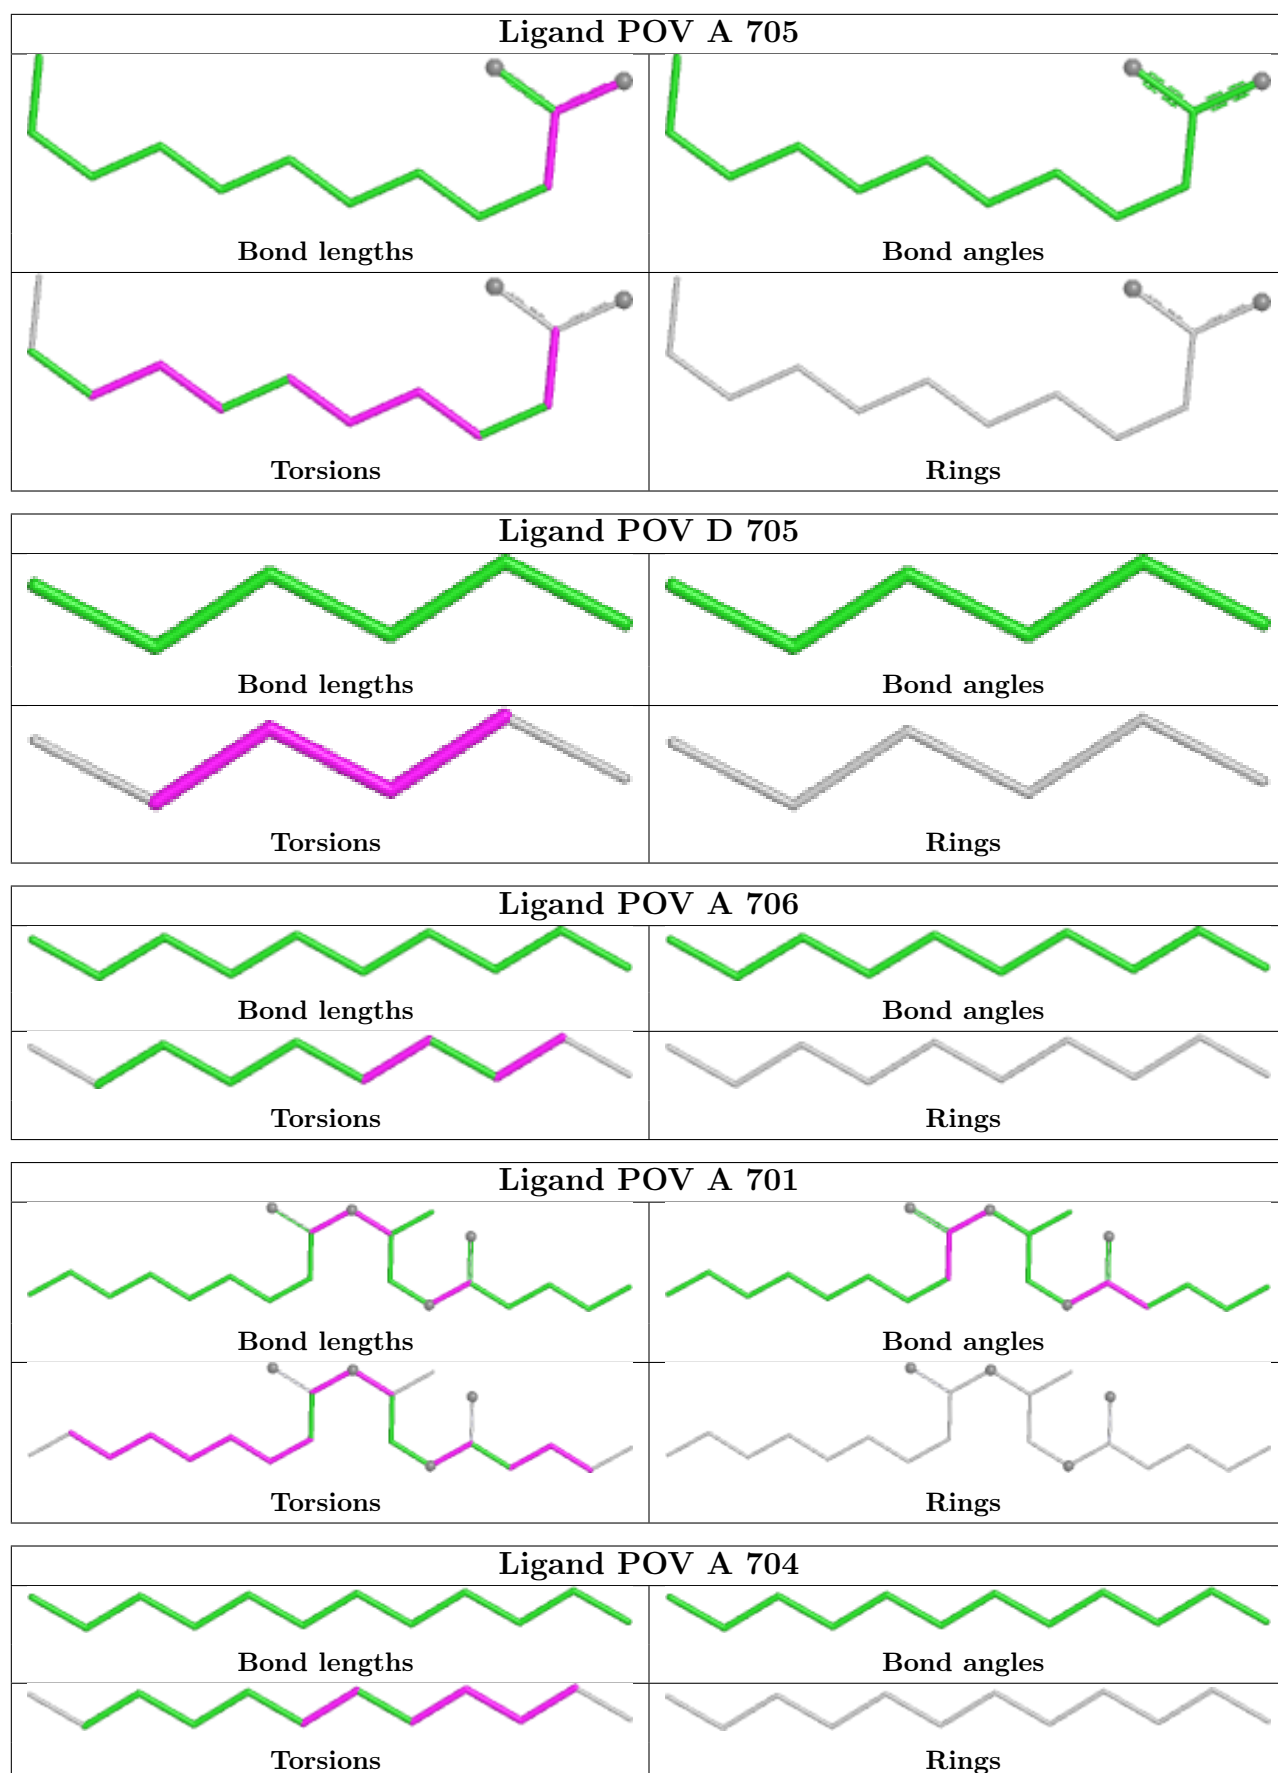 Ligand POV A 705
Bond lengths
Bond angles
Torsions
Rings
Ligand POV D 705
Bond lengths
Bond angles
Torsions
Rings
Ligand POV A 706
Bond lengths
Bond angles
Torsions
Rings
Ligand POV A 701
Bond lengths
Bond angles
Torsions
Rings
Ligand POV A 704
Bond lengths
Bond angles
Torsions
Rings